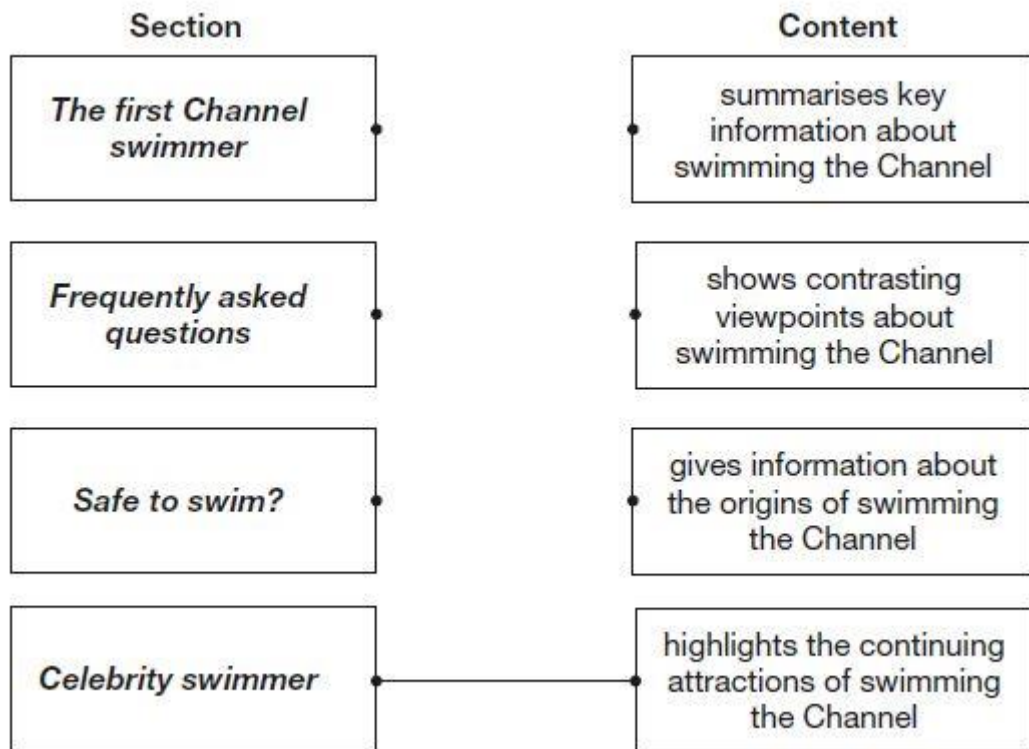 Section
Content
The first Channel
swimmer
summarises key
information about
swimming the Channel
Frequently asked
questions
shows contrasting
viewpoints about
swimming the Channel
Safe to swim?
gives information about
the origins of swimming
the Channel
Celebrity swimmer
highlights the continuing
attractions of swimming
the Channel